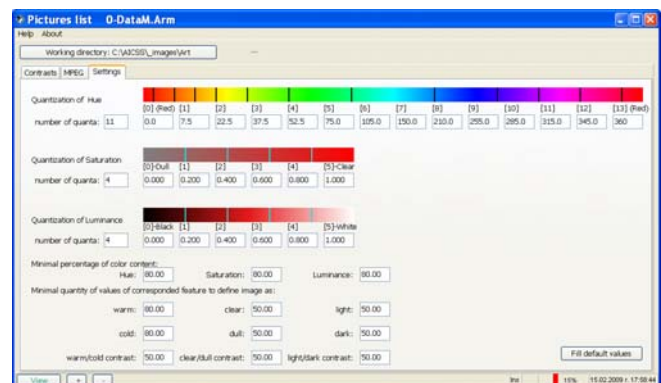 Pictures list 0-DataM.Arm
Help About
Working directory: C:\AICSS\_Images\Art ---
Contrasts MPEG Settings
Quantization of Hue
[0] (Red) [1] [2] [3] [4] [5] [6] [7] [8] [9] [10] [11] [12] [13] (Red)
number of quanta: 11 0.0 7.5 22.5 37.5 52.5 75.0 105.0 150.0 210.0 255.0 285.0 315.0 345.0 360
Quantization of Saturation
[0]-Dull [1] [2] [3] [4] [5]-Clear
number of quanta: 4 0.000 0.200 0.400 0.600 0.800 1.000
Quantization of Luminance
[0]-Black [1] [2] [3] [4] [5]-White
number of quanta: 4 0.000 0.200 0.400 0.600 0.800 1.000
Minimal percentage of color content:
Hue: 80.00 Saturation: 80.00 Luminance: 80.00
Minimal quantity of values of corresponded feature to define image as:
warm: 80.00 clear: 50.00 light: 50.00
cold: 80.00 dull: 50.00 dark: 50.00
warm/cold contrast: 50.00 clear/dull contrast: 50.00 light/dark contrast: 50.00
Fill default values
View + - Ins 15% 15.02.2009 г. 17:58:44